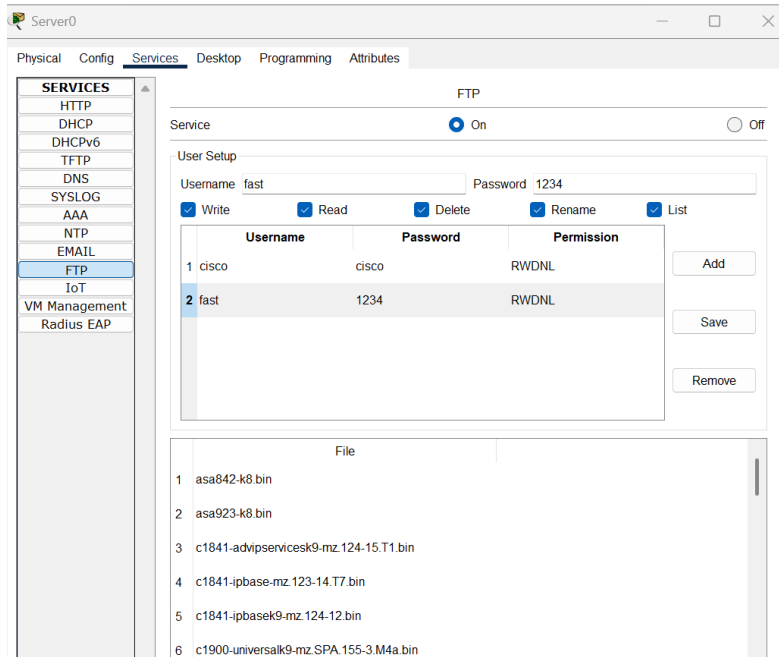 Server0
Physical Config Services Desktop Programming Attributes
SERVICES
HTTP
DHCP
DHCPv6
TFTP
DNS
SYSLOG
AAA
NTP
EMAIL
FTP
IoT
VM Management
Radius EAP
FTP
Service On Off
User Setup
Username fast Password 1234
Write Read Delete Rename List
Username Password Permission
1 cisco cisco RWDNL
2 fast 1234 RWDNL
Add
Save
Remove
File
1 asa842-k8.bin
2 asa923-k8.bin
3 c1841-advipservicesk9-mz.124-15.T1.bin
4 c1841-ipbase-mz.123-14.T7.bin
5 c1841-ipbasek9-mz.124-12.bin
6 c1900-universalk9-mz.SPA.155-3.M4a.bin